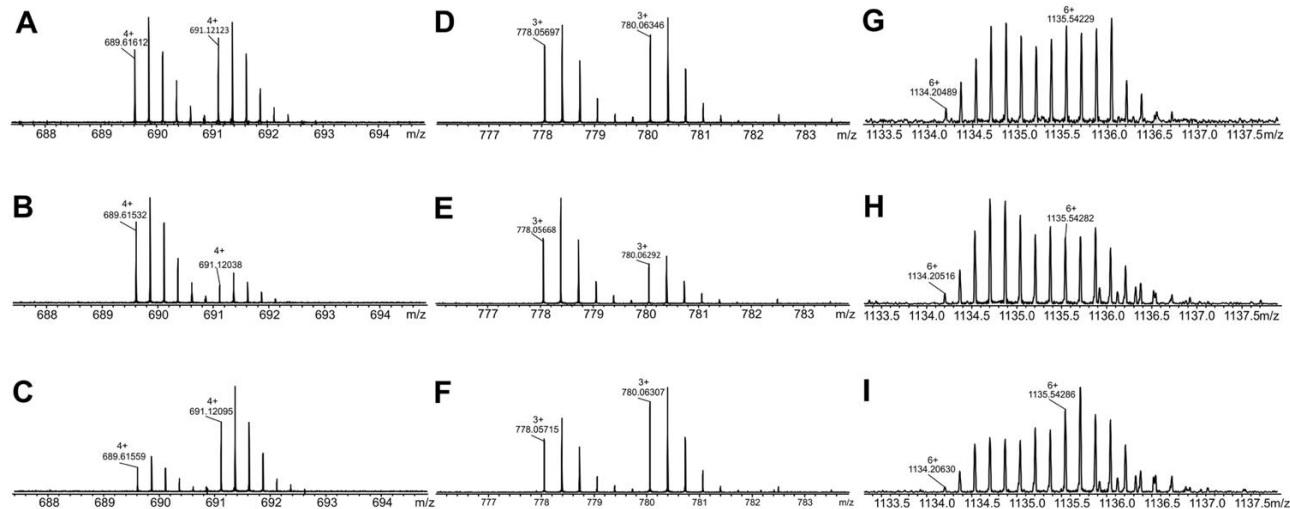 A
4+
689.61612
4+
691.12123
688 689 690 691 692 693 694 m/z
D
3+
778.05697
3+
780.06346
777 778 779 780 781 782 783 m/z
G
6+
1134.20489
6+
1135.54229
1133.5 1134.0 1134.5 1135.0 1135.5 1136.0 1136.5 1137.0 1137.5m/z
B
4+
689.61532
4+
691.12038
688 689 690 691 692 693 694 m/z
E
3+
778.05668
3+
780.06292
777 778 779 780 781 782 783 m/z
H
6+
1134.20516
6+
1135.54282
1133.5 1134.0 1134.5 1135.0 1135.5 1136.0 1136.5 1137.0 1137.5m/z
C
4+
689.61559
4+
691.12095
688 689 690 691 692 693 694 m/z
F
3+
778.05715
3+
780.06307
777 778 779 780 781 782 783 m/z
I
6+
1134.20630
6+
1135.54286
1133.5 1134.0 1134.5 1135.0 1135.5 1136.0 1136.5 1137.0 1137.5m/z